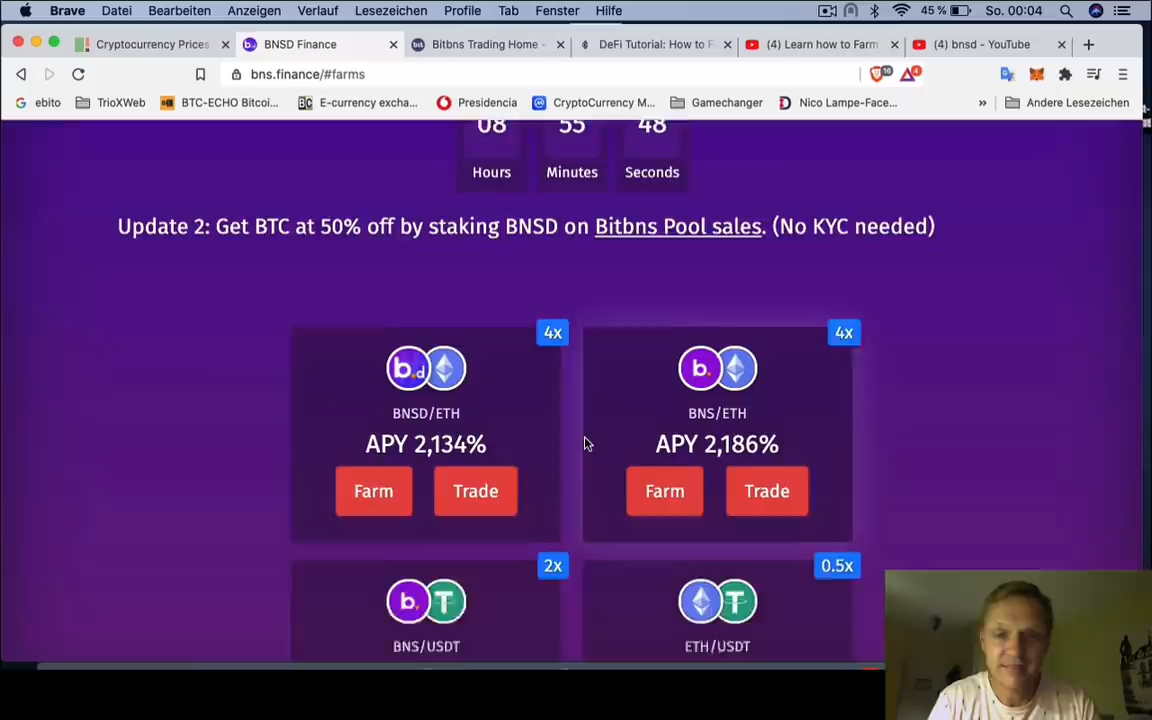 Brave Datei Bearbeiten Anzeigen Verlauf Lesezeichen Profile Tab Fenster Hilfe 45 % So. 00:04
Cryptocurrency Prices BNSD Finance Bitbns Trading Home - DeFi Tutorial: How to F (4) Learn how to Farm (4) bnsd - YouTube
bns.finance/#farms 16 4
ebito TrioXWeb BTC-ECHO Bitcoi... E-currency excha... Presidencia CryptoCurrency M... Gamechanger Nico Lampe-Face... » Andere Lesezeichen
08 55 48
Hours Minutes Seconds
Update 2: Get BTC at 50% off by staking BNSD on Bitbns Pool sales. (No KYC needed)
4x 4x
b.d b.
BNSD/ETH BNS/ETH
APY 2,134% APY 2,186%
Farm Trade Farm Trade
2x 0.5x
b.
BNS/USDT ETH/USDT